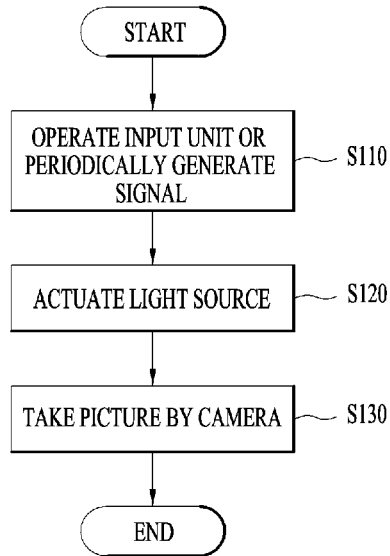 START
OPERATE INPUT UNIT OR
PERIODICALLY GENERATE
SIGNAL
S110
ACTUATE LIGHT SOURCE
S120
TAKE PICTURE BY CAMERA
S130
END